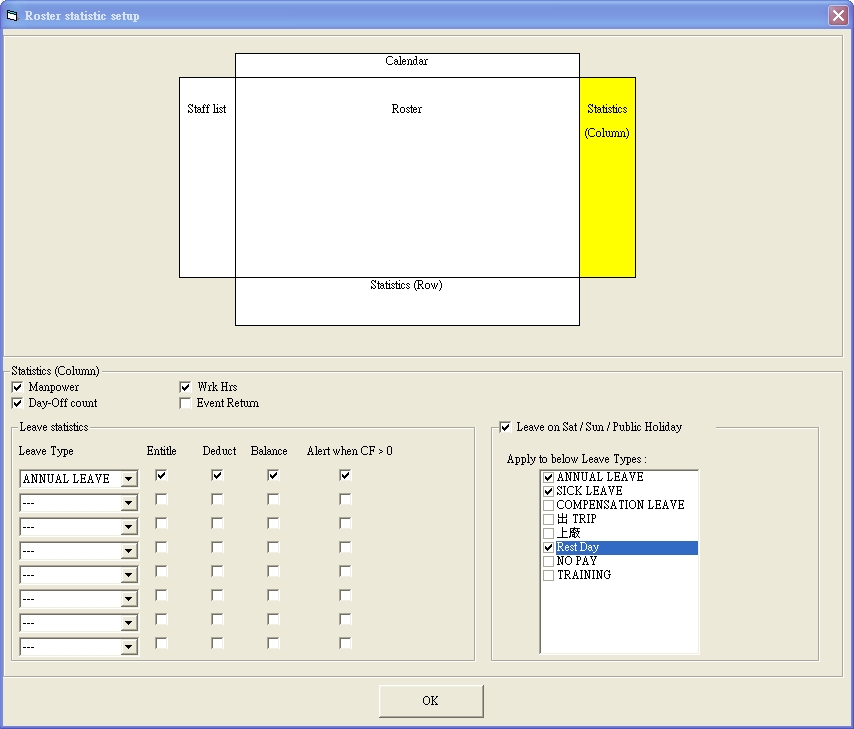 Roster statistic setup
Calendar
Staff list
Roster
Statistics
(Column)
Statistics (Row)
Statistics (Column)
Manpower
Wrk Hrs
Day-Off count
Event Return
Leave statistics
Leave Type Entitle Deduct Balance Alert when CF > 0
ANNUAL LEAVE
---
---
---
---
---
---
---
Leave on Sat / Sun / Public Holiday
Apply to below Leave Types :
ANNUAL LEAVE
SICK LEAVE
COMPENSATION LEAVE
出 TRIP
上廠
Rest Day
NO PAY
TRAINING
OK